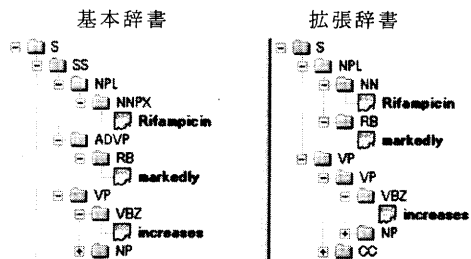 基本辞書
S
SS
NPL
NNPX
Rifampicin
ADVP
RB
markedly
VP
VBZ
increases
NP
拡張辞書
S
NPL
NN
Rifampicin
RB
markedly
VP
VP
VBZ
increases
NP
CC